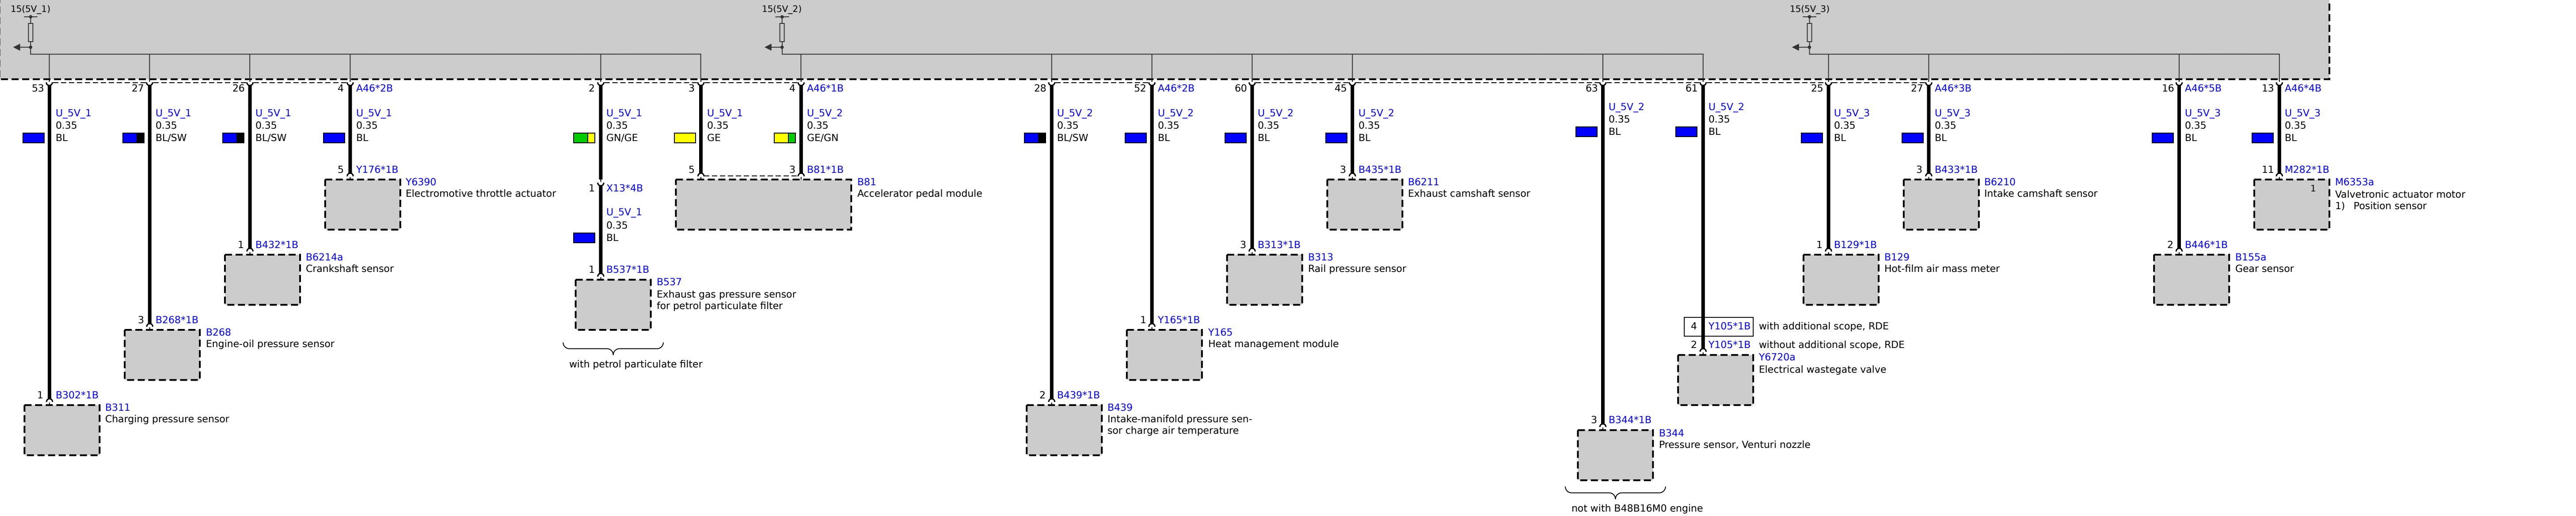 15(5V_1)
15(5V_2)
15(5V_3)
53
27
26
4 A46*2B
2
3
4 A46*1B
28
52 A46*2B
60
45
63
61
25
27 A46*3B
16 A46*5B
13 A46*4B
U_5V_1
0.35
BL
U_5V_1
0.35
BL/SW
U_5V_1
0.35
BL/SW
U_5V_1
0.35
BL
U_5V_1
0.35
GN/GE
U_5V_1
0.35
GE
U_5V_2
0.35
GE/GN
U_5V_2
0.35
BL/SW
U_5V_2
0.35
BL
U_5V_2
0.35
BL
U_5V_2
0.35
BL
U_5V_2
0.35
BL
U_5V_2
0.35
BL
U_5V_3
0.35
BL
U_5V_3
0.35
BL
U_5V_3
0.35
BL
U_5V_3
0.35
BL
5 Y176*1B
Y6390
Electromotive throttle actuator
1 X13*4B
U_5V_1
0.35
BL
1 B537*1B
B537
Exhaust gas pressure sensor
for petrol particulate filter
with petrol particulate filter
5
3 B81*1B
B81
Accelerator pedal module
3 B435*1B
B6211
Exhaust camshaft sensor
3 B433*1B
B6210
Intake camshaft sensor
11 M282*1B
1
M6353a
Valvetronic actuator motor
1) Position sensor
1 B432*1B
B6214a
Crankshaft sensor
3 B313*1B
B313
Rail pressure sensor
1 B129*1B
B129
Hot-film air mass meter
2 B446*1B
B155a
Gear sensor
3 B268*1B
B268
Engine-oil pressure sensor
1 Y165*1B
Y165
Heat management module
4 Y105*1B with additional scope, RDE
2 Y105*1B without additional scope, RDE
Y6720a
Electrical wastegate valve
1 B302*1B
B311
Charging pressure sensor
2 B439*1B
B439
Intake-manifold pressure sen-
sor charge air temperature
3 B344*1B
B344
Pressure sensor, Venturi nozzle
not with B48B16M0 engine